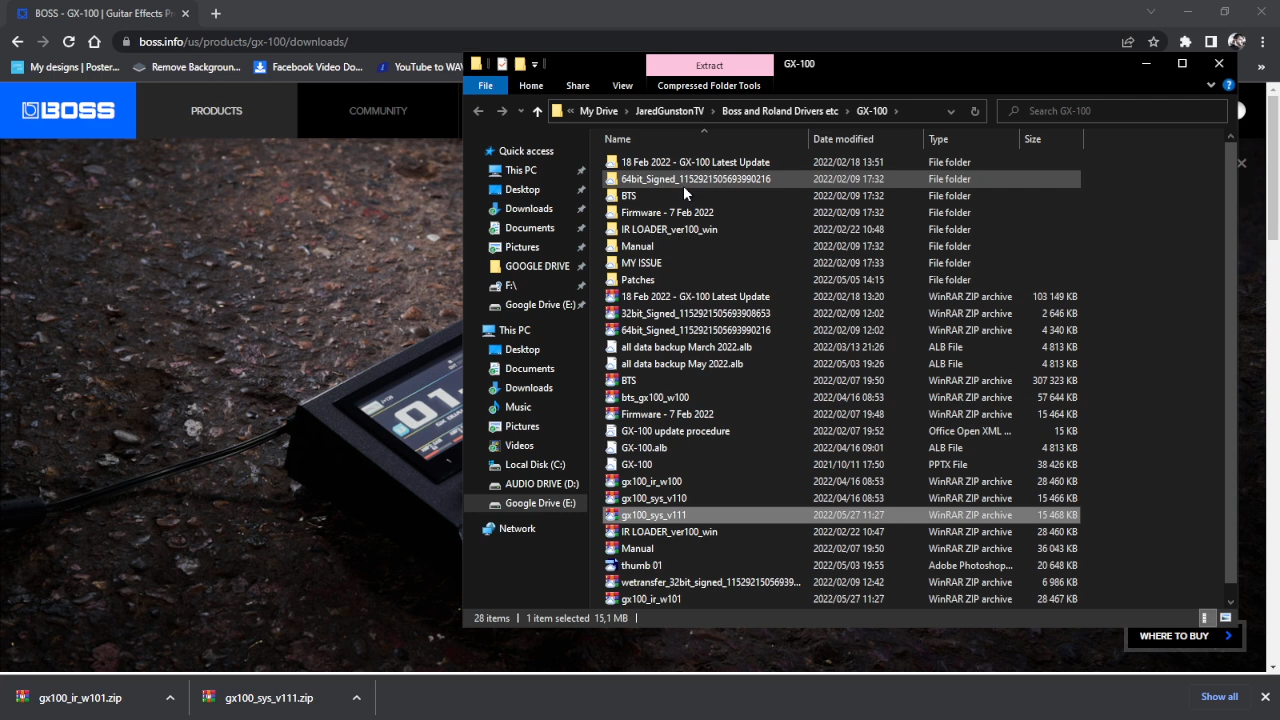 BOSS - GX-100 | Guitar Effects Pr
boss.info/us/products/gx-100/downloads/
My designs | Poster...
Remove Background...
Facebook Video Do...
YouTube to WAV
BOSS
PRODUCTS
COMMUNITY
Extract
GX-100
File
Home
Share
View
Compressed Folder Tools
« My Drive › JaredGunstonTV › Boss and Roland Drivers etc › GX-100 ›
Search GX-100
Name Date modified Type Size
Quick access
This PC
Desktop
Downloads
Documents
Pictures
GOOGLE DRIVE
F:\
Google Drive (E:)
This PC
Desktop
Documents
Downloads
Music
Pictures
Videos
Local Disk (C:)
AUDIO DRIVE (D:)
Google Drive (E:)
Network
18 Feb 2022 - GX-100 Latest Update 2022/02/18 13:51 File folder
64bit_Signed_1152921505693990216 2022/02/09 17:32 File folder
BTS 2022/02/09 17:32 File folder
Firmware - 7 Feb 2022 2022/02/09 17:32 File folder
IR LOADER_ver100_win 2022/02/22 10:48 File folder
Manual 2022/02/09 17:32 File folder
MY ISSUE 2022/02/09 17:33 File folder
Patches 2022/05/05 14:15 File folder
18 Feb 2022 - GX-100 Latest Update 2022/02/18 13:20 WinRAR ZIP archive 103 149 KB
32bit_Signed_1152921505693908653 2022/02/09 12:02 WinRAR ZIP archive 2 646 KB
64bit_Signed_1152921505693990216 2022/02/09 12:02 WinRAR ZIP archive 4 340 KB
all data backup March 2022.alb 2022/03/13 21:26 ALB File 4 813 KB
all data backup May 2022.alb 2022/05/03 19:26 ALB File 4 813 KB
BTS 2022/02/07 19:50 WinRAR ZIP archive 307 323 KB
bts_gx100_w100 2022/04/16 08:53 WinRAR ZIP archive 57 644 KB
Firmware - 7 Feb 2022 2022/02/07 19:48 WinRAR ZIP archive 15 464 KB
GX-100 update procedure 2022/02/07 19:52 Office Open XML ... 15 KB
GX-100.alb 2022/04/16 09:01 ALB File 4 813 KB
GX-100 2021/10/11 17:50 PPTX File 38 426 KB
gx100_ir_w100 2022/04/16 08:53 WinRAR ZIP archive 28 460 KB
gx100_sys_v110 2022/04/16 08:53 WinRAR ZIP archive 15 466 KB
gx100_sys_v111 2022/05/27 11:27 WinRAR ZIP archive 15 468 KB
IR LOADER_ver100_win 2022/02/22 10:47 WinRAR ZIP archive 28 460 KB
Manual 2022/02/07 19:50 WinRAR ZIP archive 36 043 KB
thumb 01 2022/05/03 19:55 Adobe Photoshop... 20 648 KB
wetransfer_32bit_signed_11529215056939... 2022/02/09 12:42 WinRAR ZIP archive 6 986 KB
gx100_ir_w101 2022/05/27 11:27 WinRAR ZIP archive 28 467 KB
28 items
1 item selected 15,1 MB
WHERE TO BUY
gx100_ir_w101.zip
gx100_sys_v111.zip
Show all